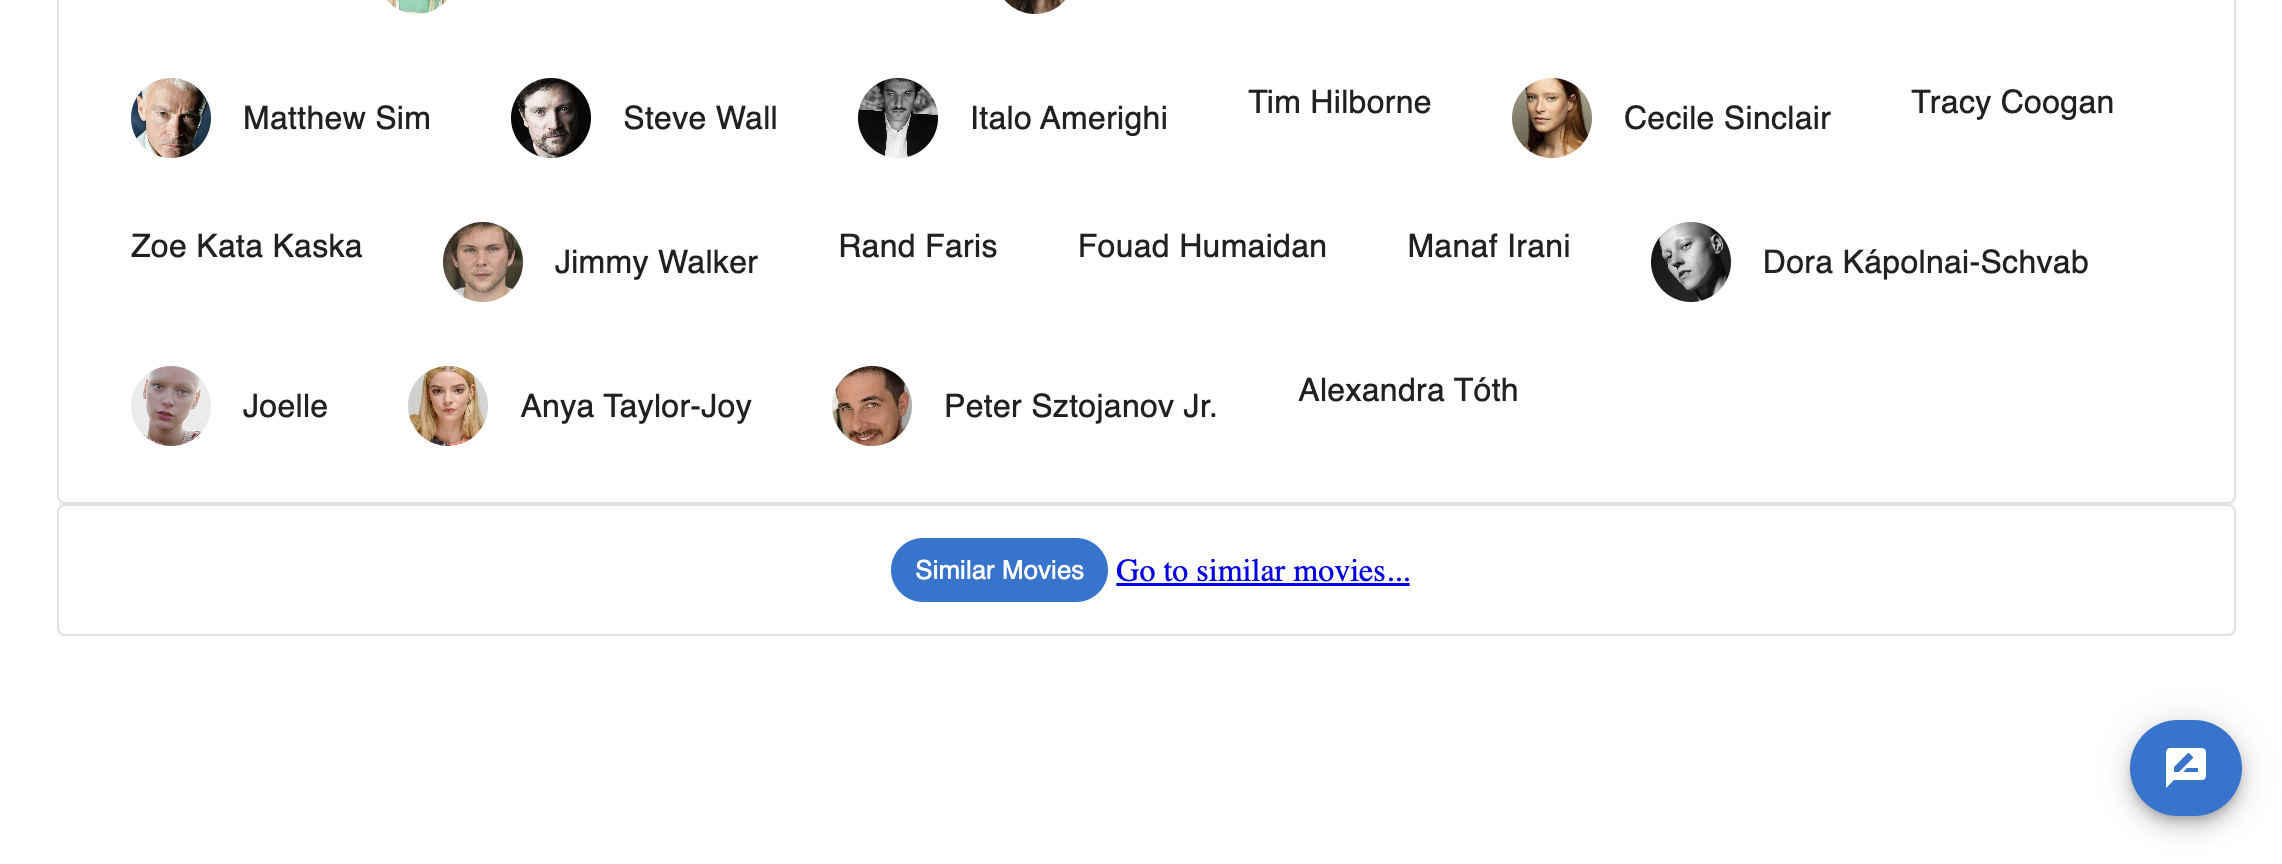 Matthew Sim Steve Wall Italo Amerighi Tim Hilborne Cecile Sinclair Tracy Coogan
Zoe Kata Kaska Jimmy Walker Rand Faris Fouad Humaidan Manaf Irani Dora Kápolnai-Schvab
Joelle Anya Taylor-Joy Peter Sztojanov Jr. Alexandra Tóth
Similar Movies Go to similar movies...